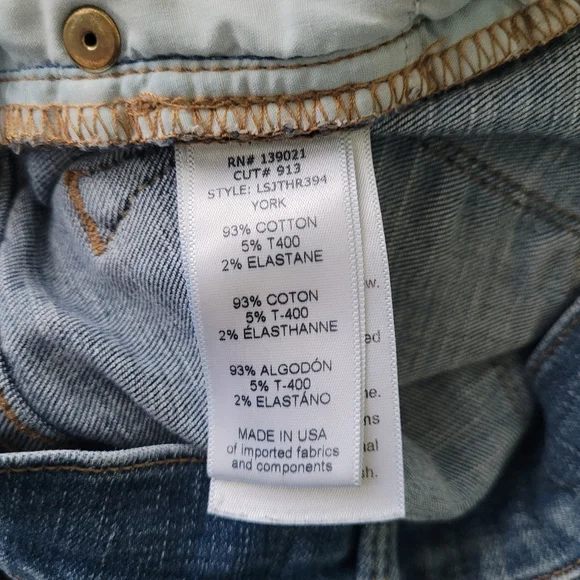 RN# 139021
CUT# 913
STYLE: LSJTHR394
YORK
93% COTTON
5% T400
2% ELASTANE
93% COTON
5% T-400
2% ÉLASTHANNE
93% ALGODÓN
5% T-400
2% ELASTÁNO
MADE IN USA
of imported fabrics
and components